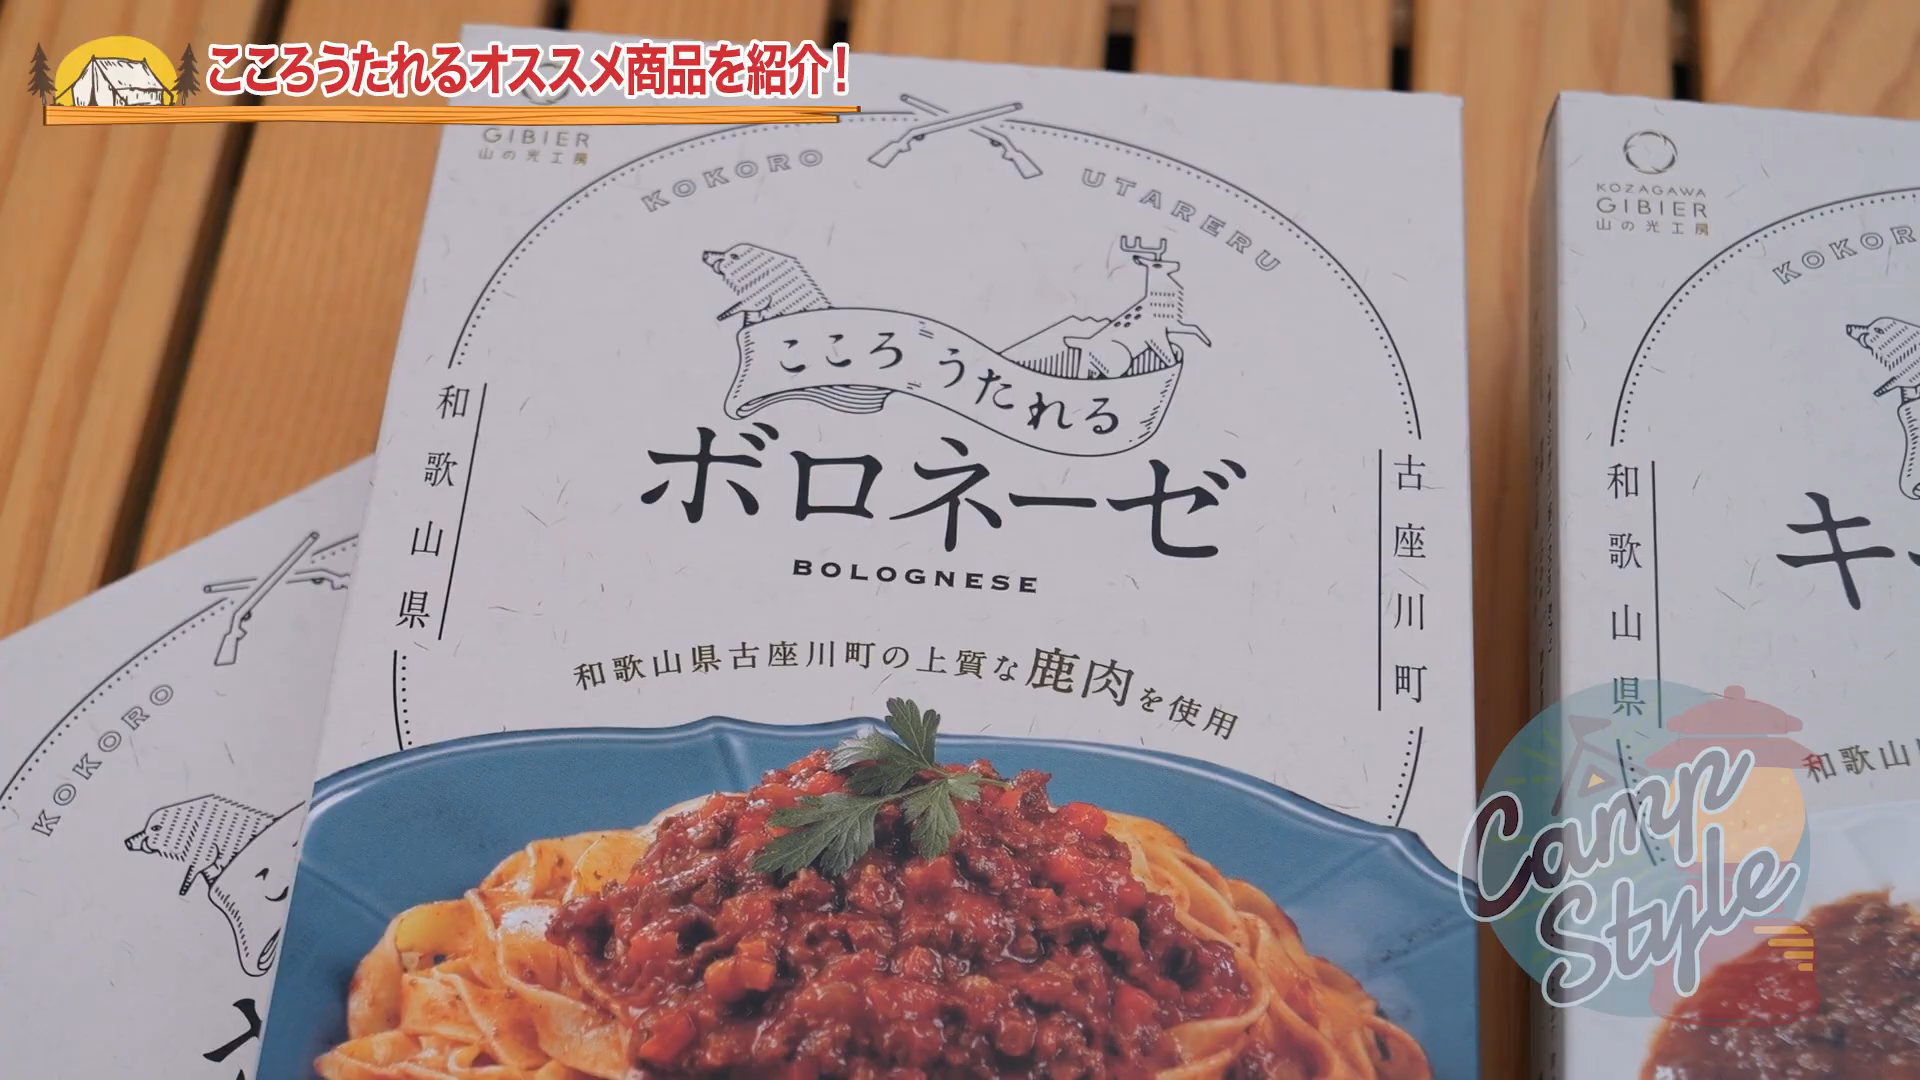 こころうたれるオススメ商品を紹介！
GIBIER
山の光工房
KOKORO UTARERU
こころ うたれる
ボロネーゼ
BOLOGNESE
和歌山県
古座川町
和歌山県古座川町の上質な鹿肉を使用
KOKORO
KOZAGAWA
GIBIER
山の光工房
KOKOR
和歌山県
キ
和歌山
Camp
Style